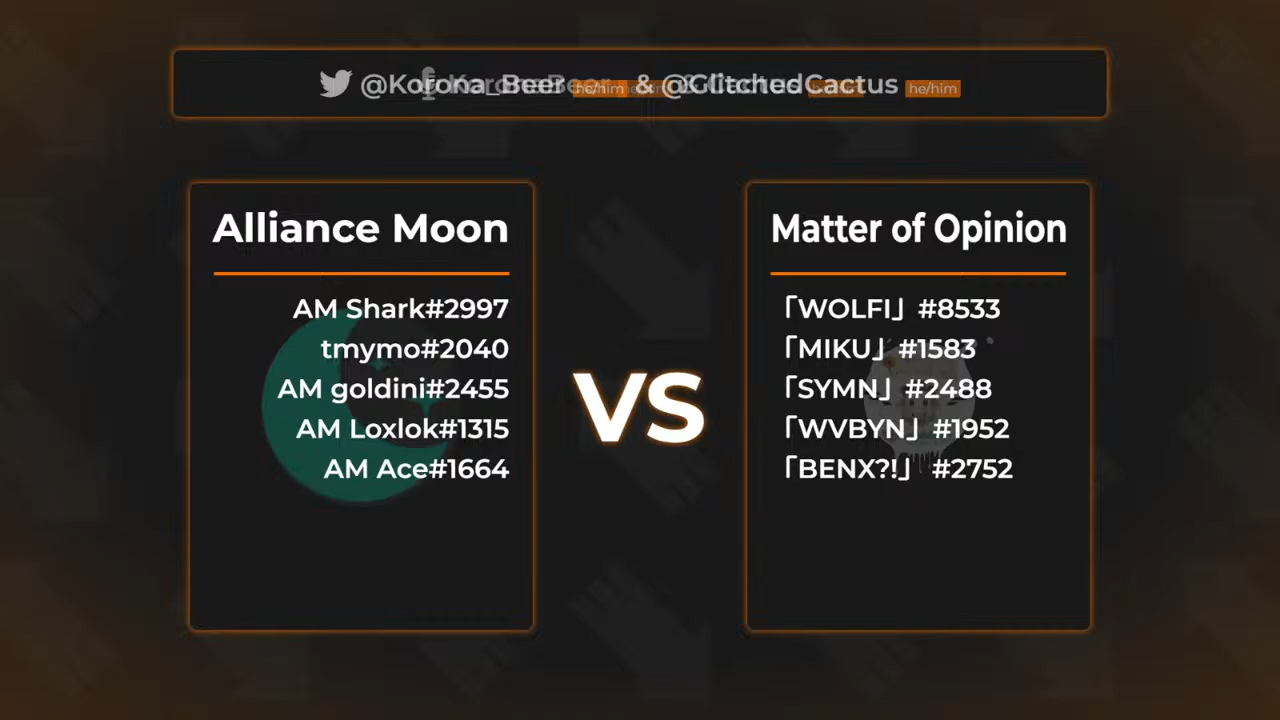 @Korona_Beer he/him & @GlitchedCactus he/him
Alliance Moon
AM Shark#2997
tmymo#2040
AM goldini#2455
AM Loxlok#1315
AM Ace#1664
VS
Matter of Opinion
「WOLFI」 #8533
「MIKU」 #1583
「SYMN」 #2488
「WVBYN」 #1952
「BENX?!」 #2752